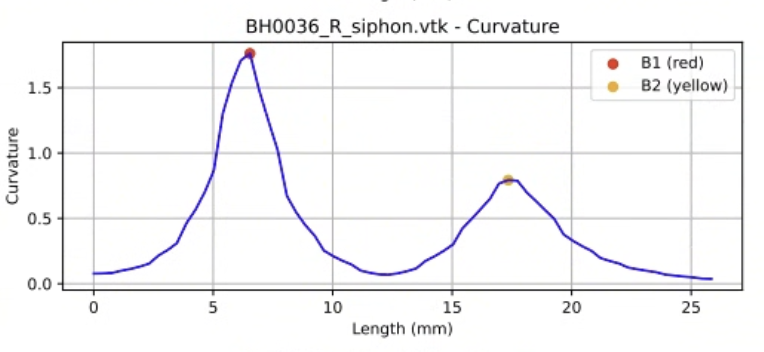 BH0036_R_siphon.vtk - Curvature
B1 (red)
B2 (yellow)
Curvature
1.5
1.0
0.5
0.0
0 5 10 15 20 25
Length (mm)